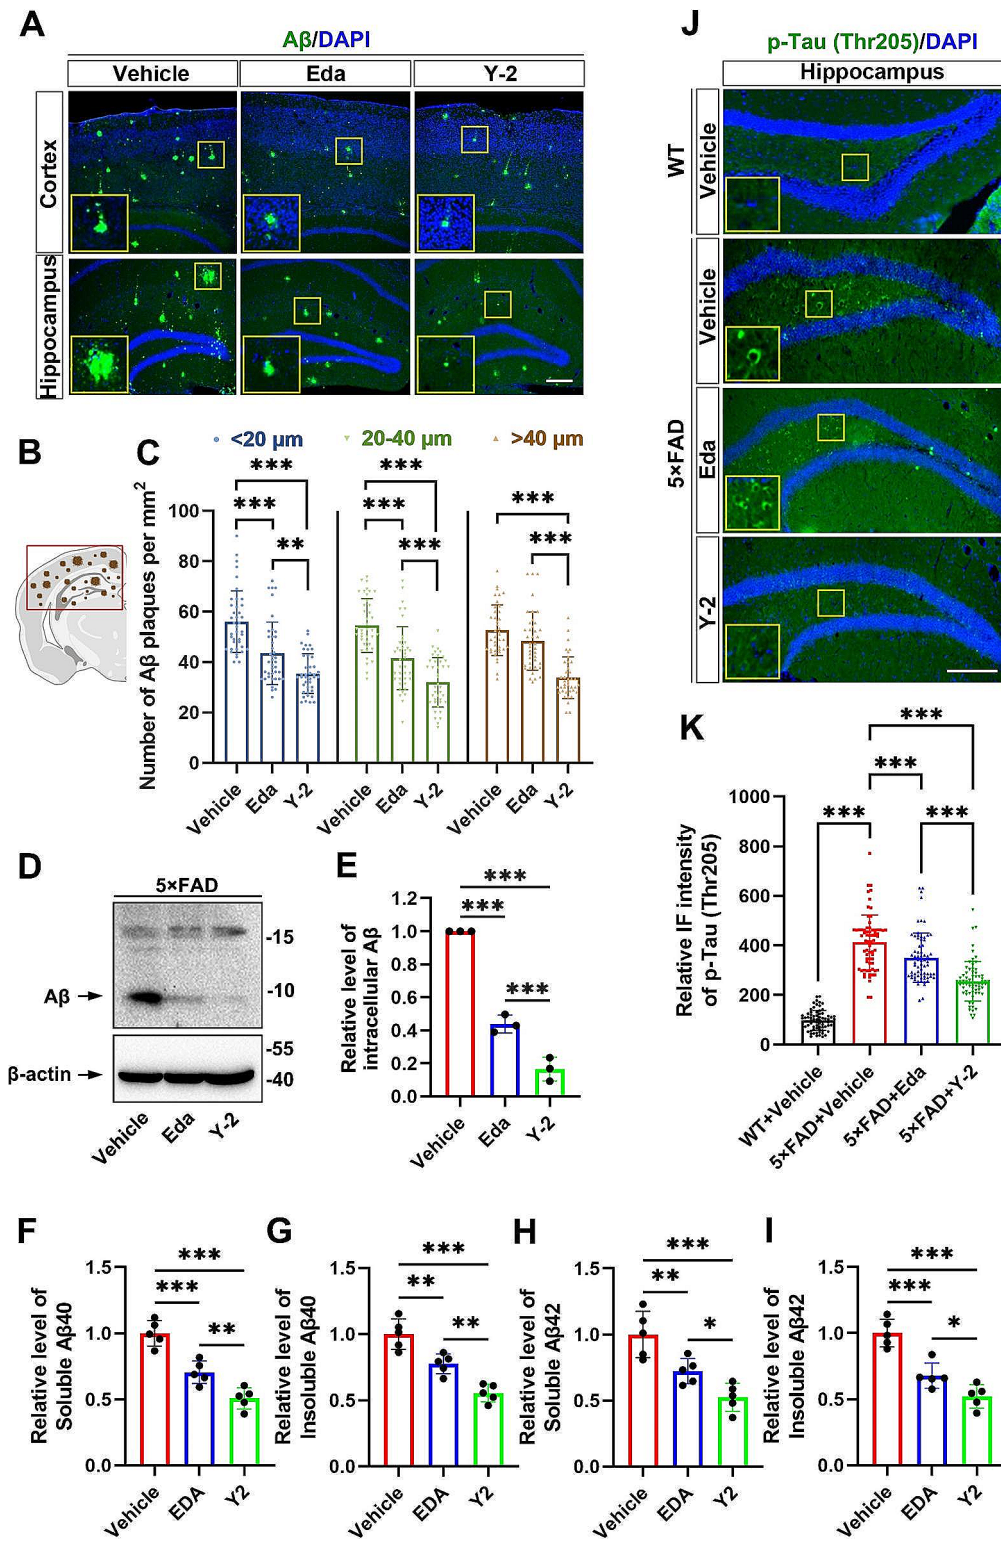 A
Aβ/DAPI
Vehicle
Eda
Y-2
Cortex
Hippocampus
B
C
<20 μm
20-40 μm
>40 μm
***
***
**
***
***
***
***
***
Number of Aβ plaques per mm2
100
80
60
40
20
0
Vehicle
Eda
Y-2
Vehicle
Eda
Y-2
Vehicle
Eda
Y-2
D
5×FAD
-15
Aβ
-10
-55
β-actin
-40
Vehicle
Eda
Y-2
E
Relative level of
intracellular Aβ
1.2
1.0
0.8
0.6
0.4
0.2
0.0
***
***
***
Vehicle
Eda
Y-2
J
p-Tau (Thr205)/DAPI
Hippocampus
WT
Vehicle
5×FAD
Vehicle
Eda
Y-2
K
Relative IF intensity
of p-Tau (Thr205)
1000
800
600
400
200
0
***
***
***
***
WT+Vehicle
5×FAD+Vehicle
5×FAD+Eda
5×FAD+Y-2
F
Relative level of
Soluble Aβ40
1.5
1.0
0.5
0.0
***
***
**
Vehicle
EDA
Y2
G
Relative level of
Insoluble Aβ40
1.5
1.0
0.5
0.0
***
**
**
Vehicle
EDA
Y2
H
Relative level of
Soluble Aβ42
1.5
1.0
0.5
0.0
***
**
*
Vehicle
EDA
Y2
I
Relative level of
Insoluble Aβ42
1.5
1.0
0.5
0.0
***
***
*
Vehicle
EDA
Y2